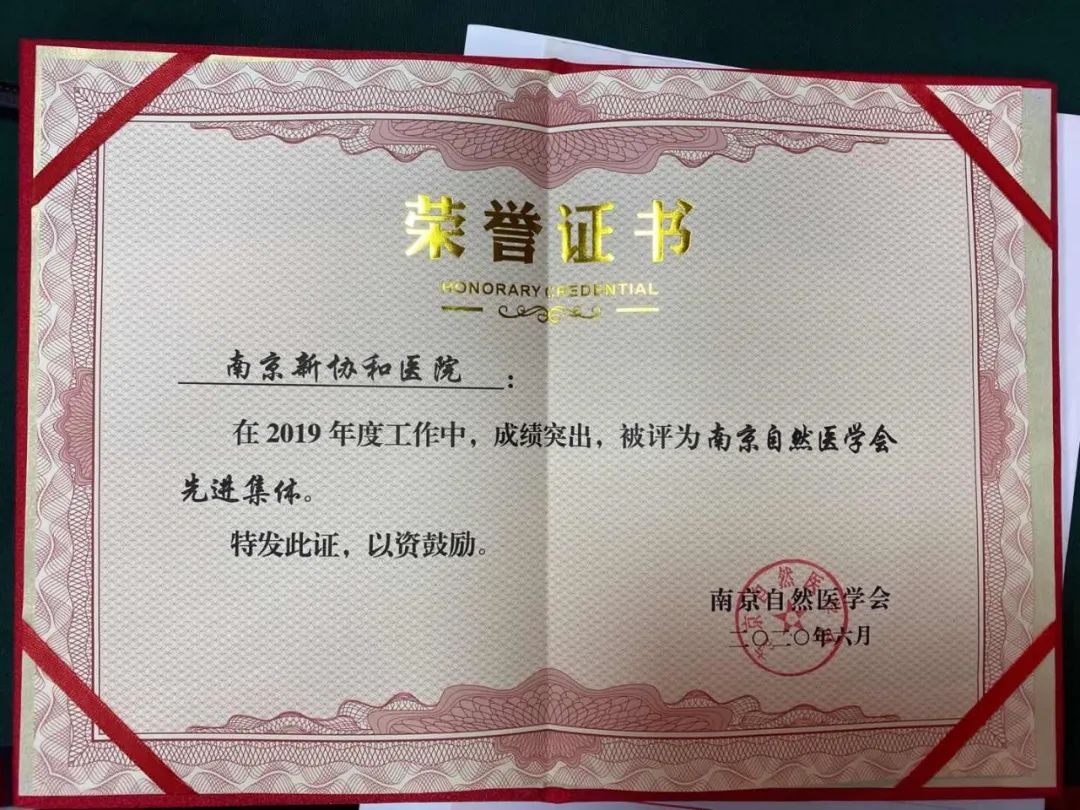 荣誉证书
HONORARY CREDENTIAL
南京新协和医院：
在2019年度工作中，成绩突出，被评为南京自然医学会
先进集体。
特发此证，以资鼓励。
南京自然医学会
二〇二〇年六月